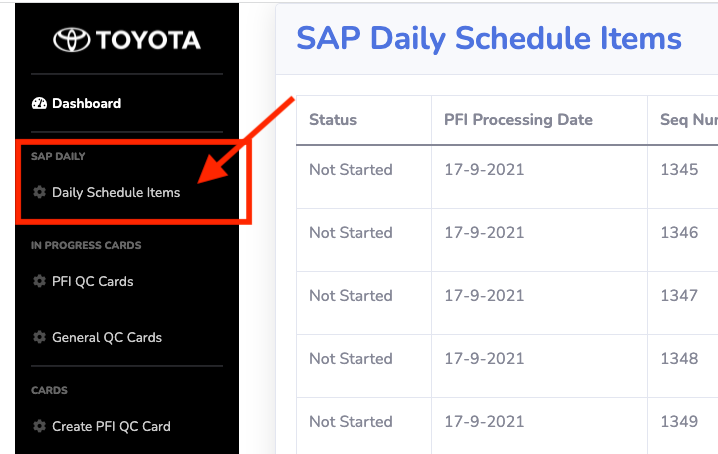 TOYOTA
Dashboard
SAP DAILY
Daily Schedule Items
IN PROGRESS CARDS
PFI QC Cards
General QC Cards
CARDS
Create PFI QC Card
SAP Daily Schedule Items
Status PFI Processing Date Seq Nu
Not Started 17-9-2021 1345
Not Started 17-9-2021 1346
Not Started 17-9-2021 1347
Not Started 17-9-2021 1348
Not Started 17-9-2021 1349